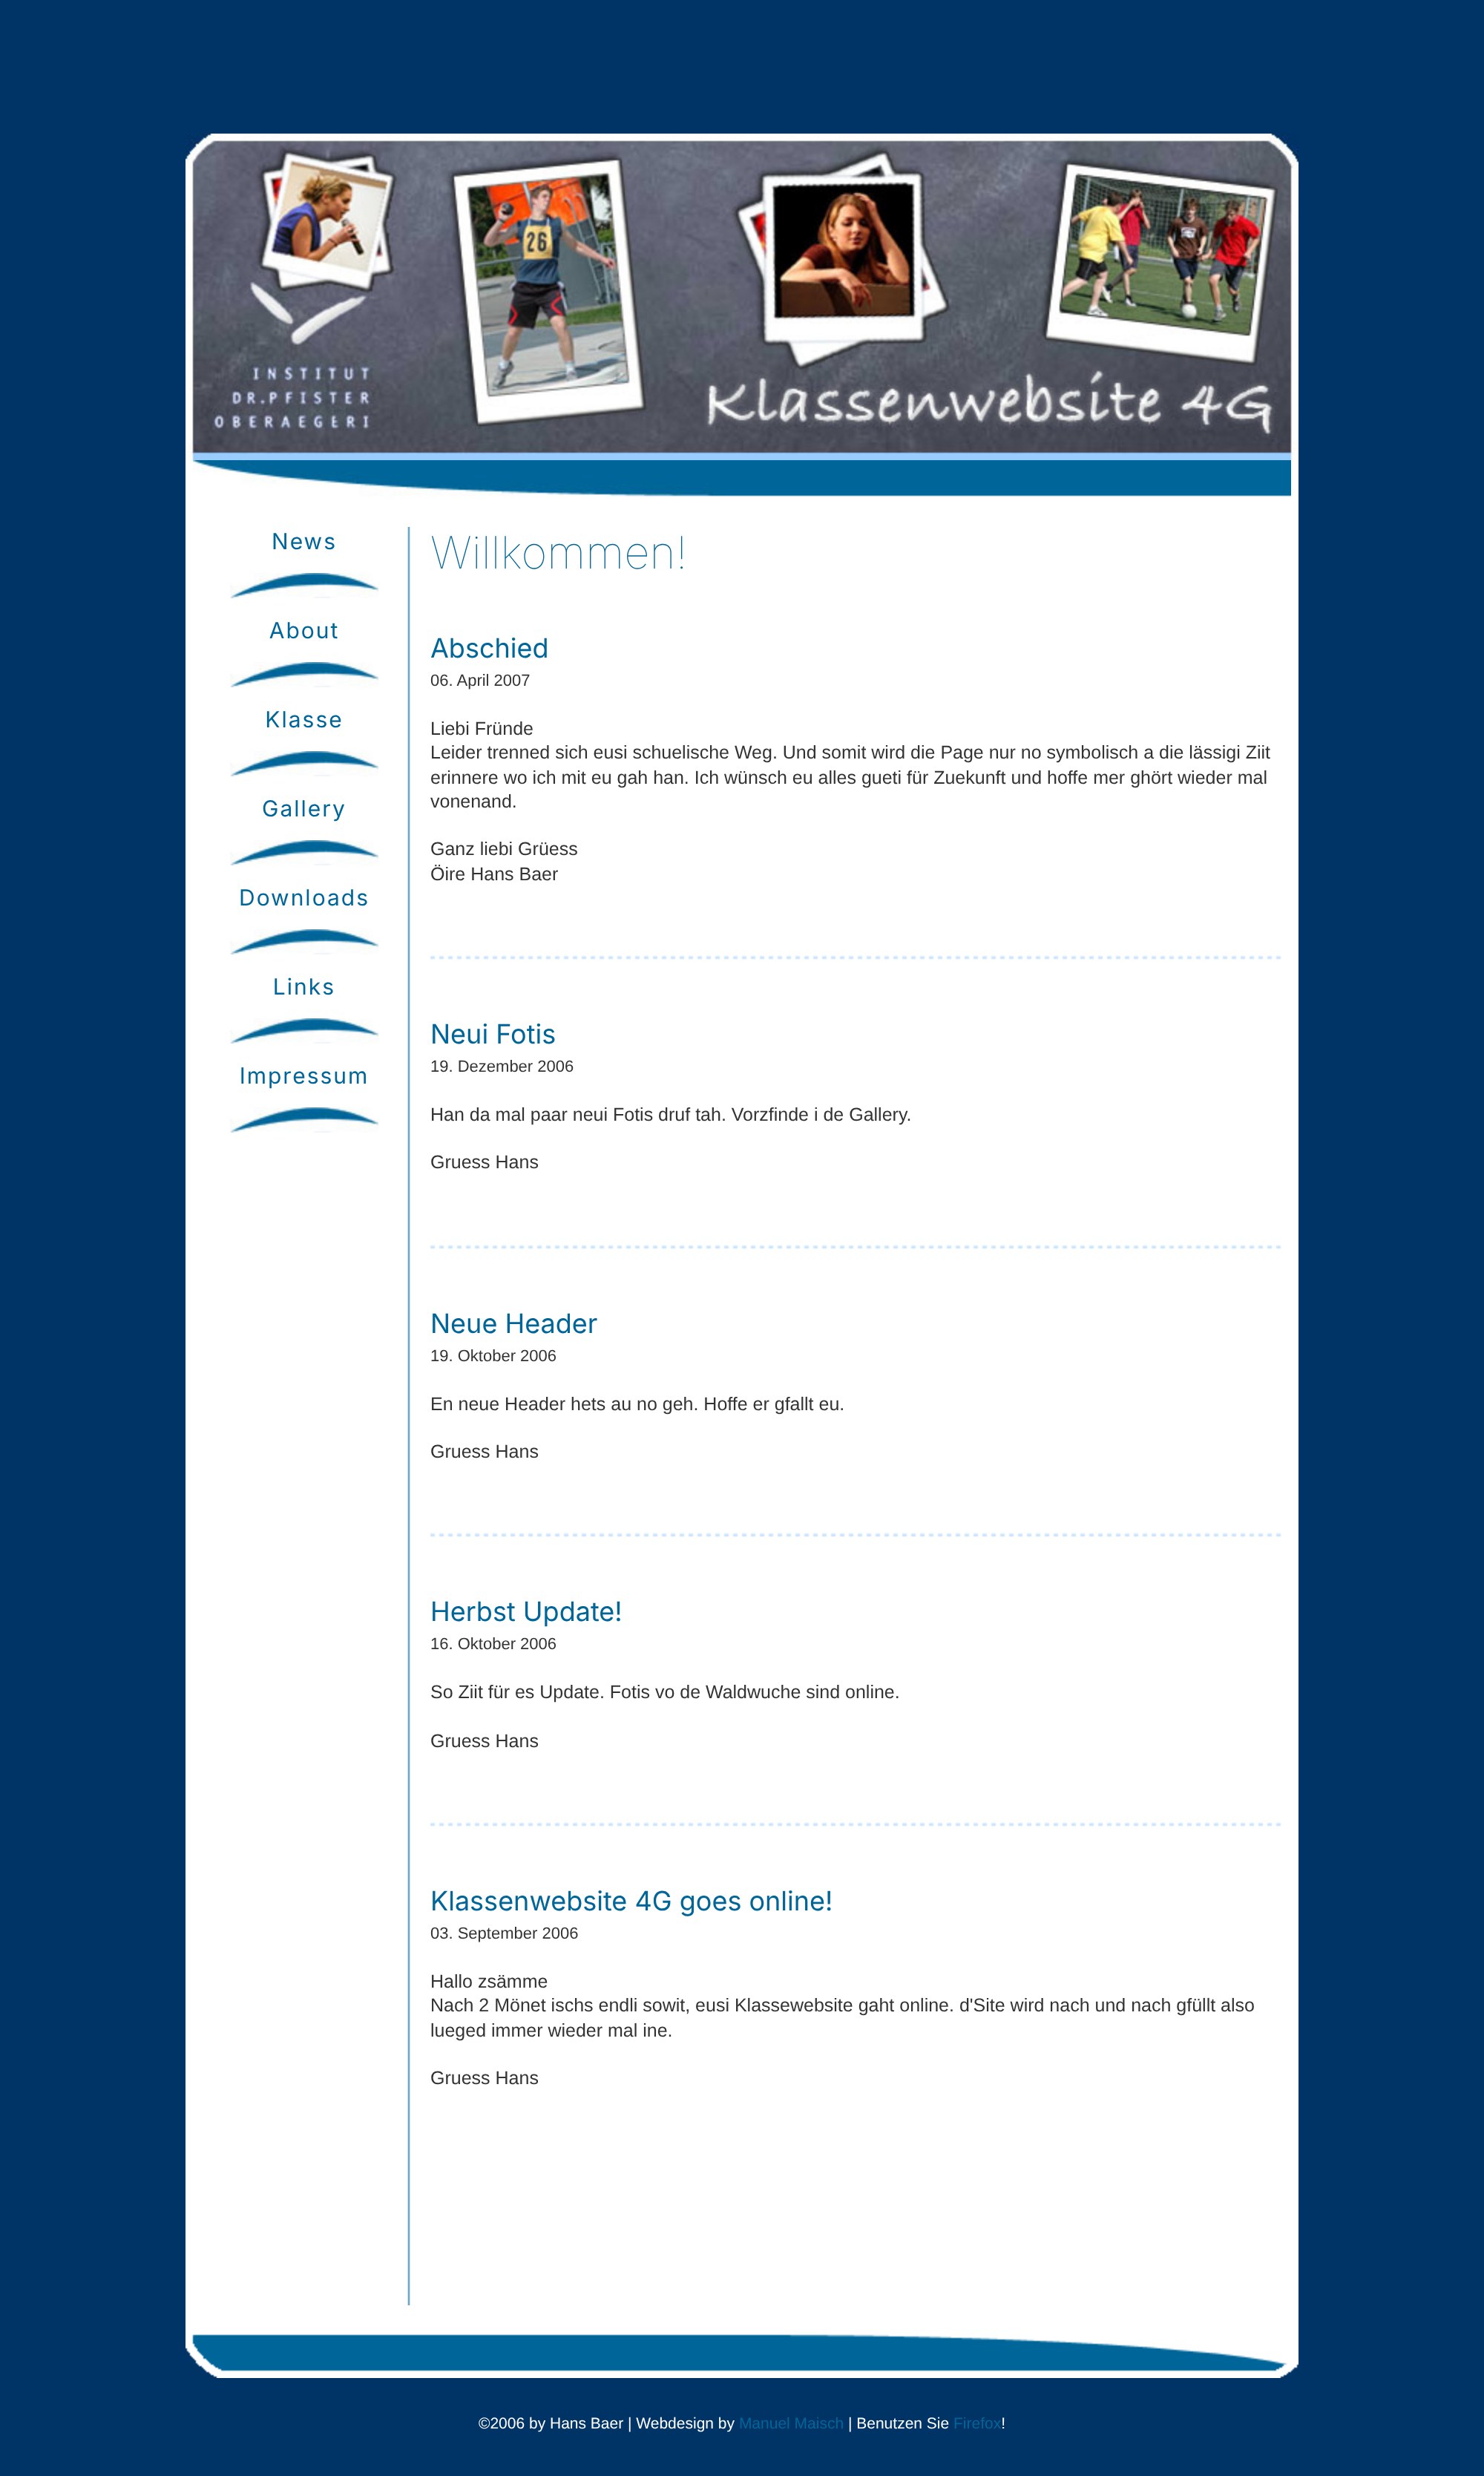 26
INSTITUT
DR.PFISTER
OBERAEGERI
Klassenwebsite 4G
News
About
Klasse
Gallery
Downloads
Links
Impressum
Willkommen!
Abschied
06. April 2007
Liebi Fründe
Leider trenned sich eusi schuelische Weg. Und somit wird die Page nur no symbolisch a die lässigi Ziit
erinnere wo ich mit eu gah han. Ich wünsch eu alles gueti für Zuekunft und hoffe mer ghört wieder mal
vonenand.
Ganz liebi Grüess
Öire Hans Baer
Neui Fotis
19. Dezember 2006
Han da mal paar neui Fotis druf tah. Vorzfinde i de Gallery.
Gruess Hans
Neue Header
19. Oktober 2006
En neue Header hets au no geh. Hoffe er gfallt eu.
Gruess Hans
Herbst Update!
16. Oktober 2006
So Ziit für es Update. Fotis vo de Waldwuche sind online.
Gruess Hans
Klassenwebsite 4G goes online!
03. September 2006
Hallo zsämme
Nach 2 Mönet ischs endli sowit, eusi Klassewebsite gaht online. d'Site wird nach und nach gfüllt also
lueged immer wieder mal ine.
Gruess Hans
©2006 by Hans Baer | Webdesign by Manuel Maisch | Benutzen Sie Firefox!